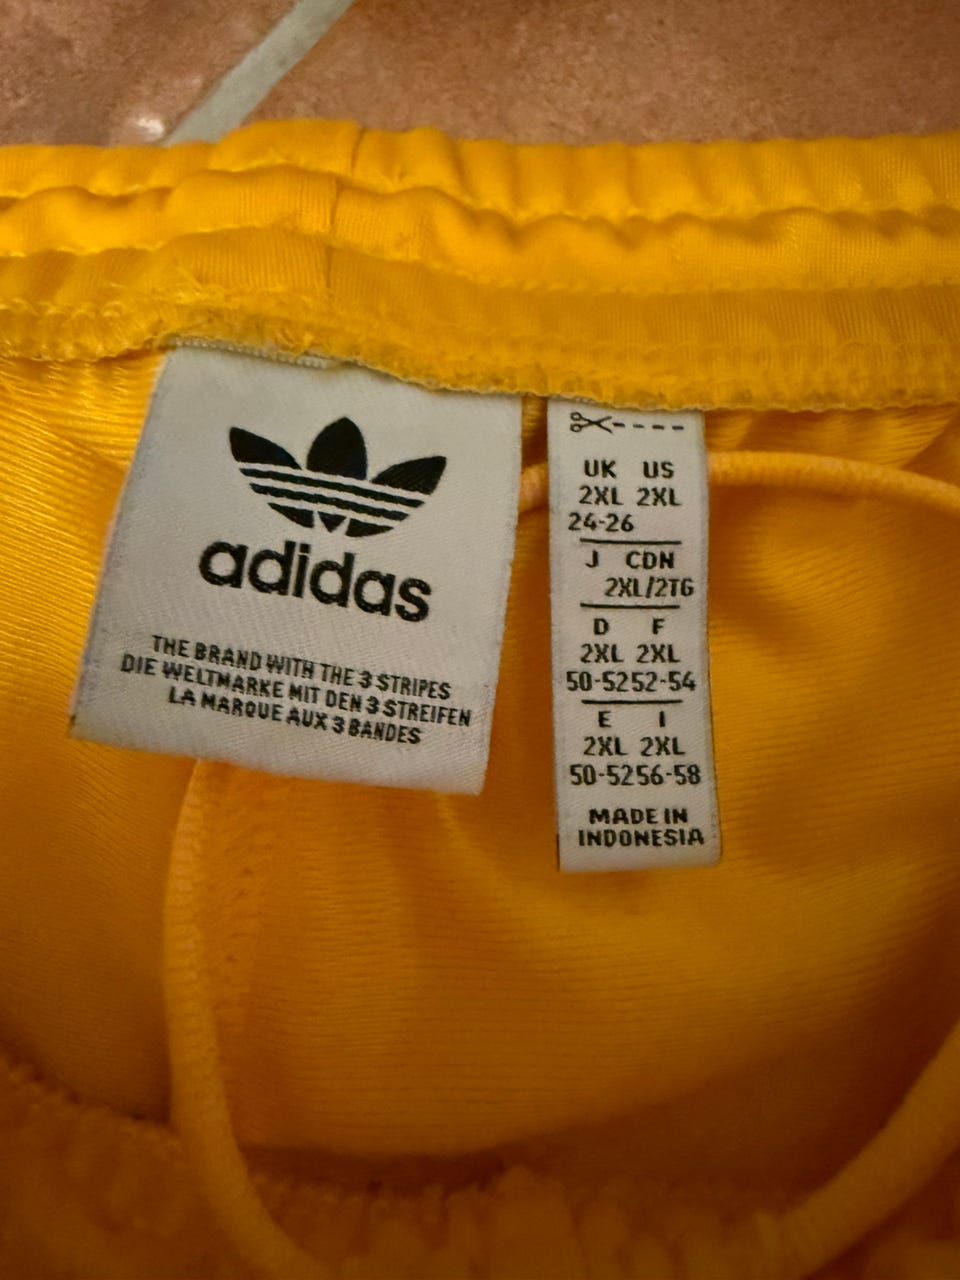 adidas
THE BRAND WITH THE 3 STRIPES
DIE WELTMARKE MIT DEN 3 STREIFEN
LA MARQUE AUX 3 BANDES
UK US
2XL 2XL
24-26
J CDN
2XL/2TG
D F
2XL 2XL
50-52 52-54
E I
2XL 2XL
50-52 56-58
MADE IN
INDONESIA